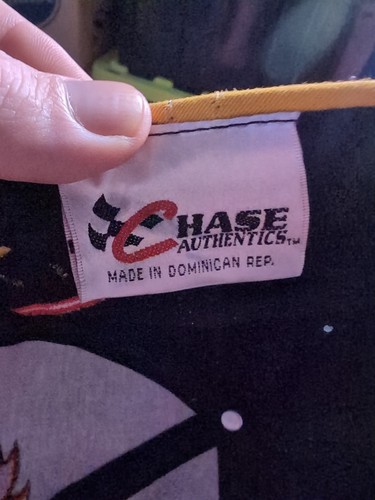 CHASE
AUTHENTICS™
MADE IN DOMINICAN REP.